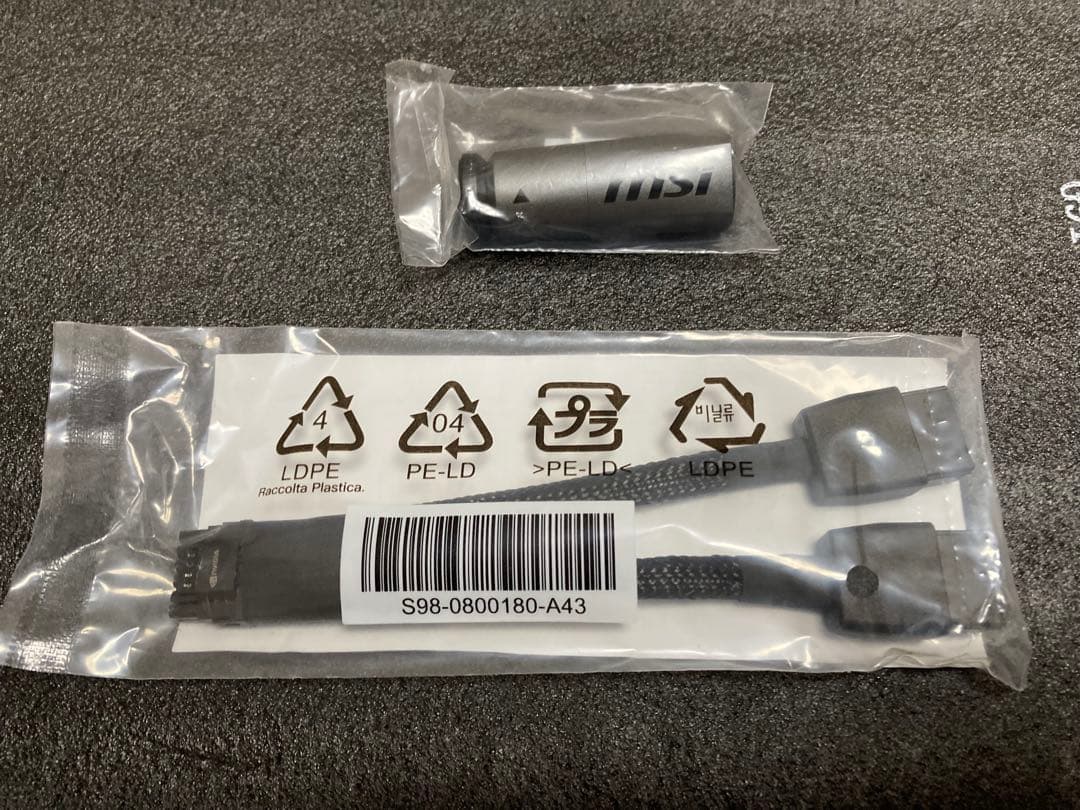 msi
4
LDPE
Raccolta Plastica.
04
PE-LD
プラ
>PE-LD<
비닐류
LDPE
S98-0800180-A43